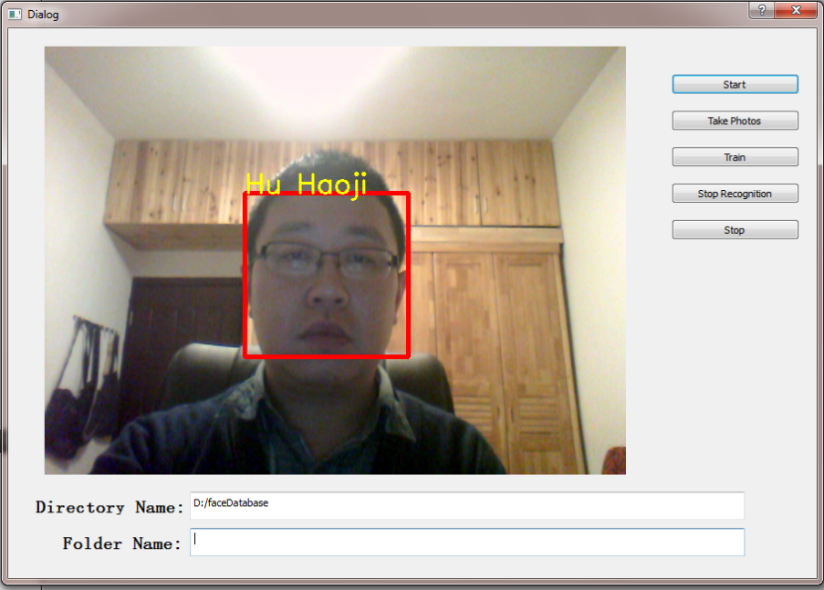 Dialog
Hu Haoji
Start
Take Photos
Train
Stop Recognition
Stop
Directory Name: D:/faceDatabase
Folder Name: